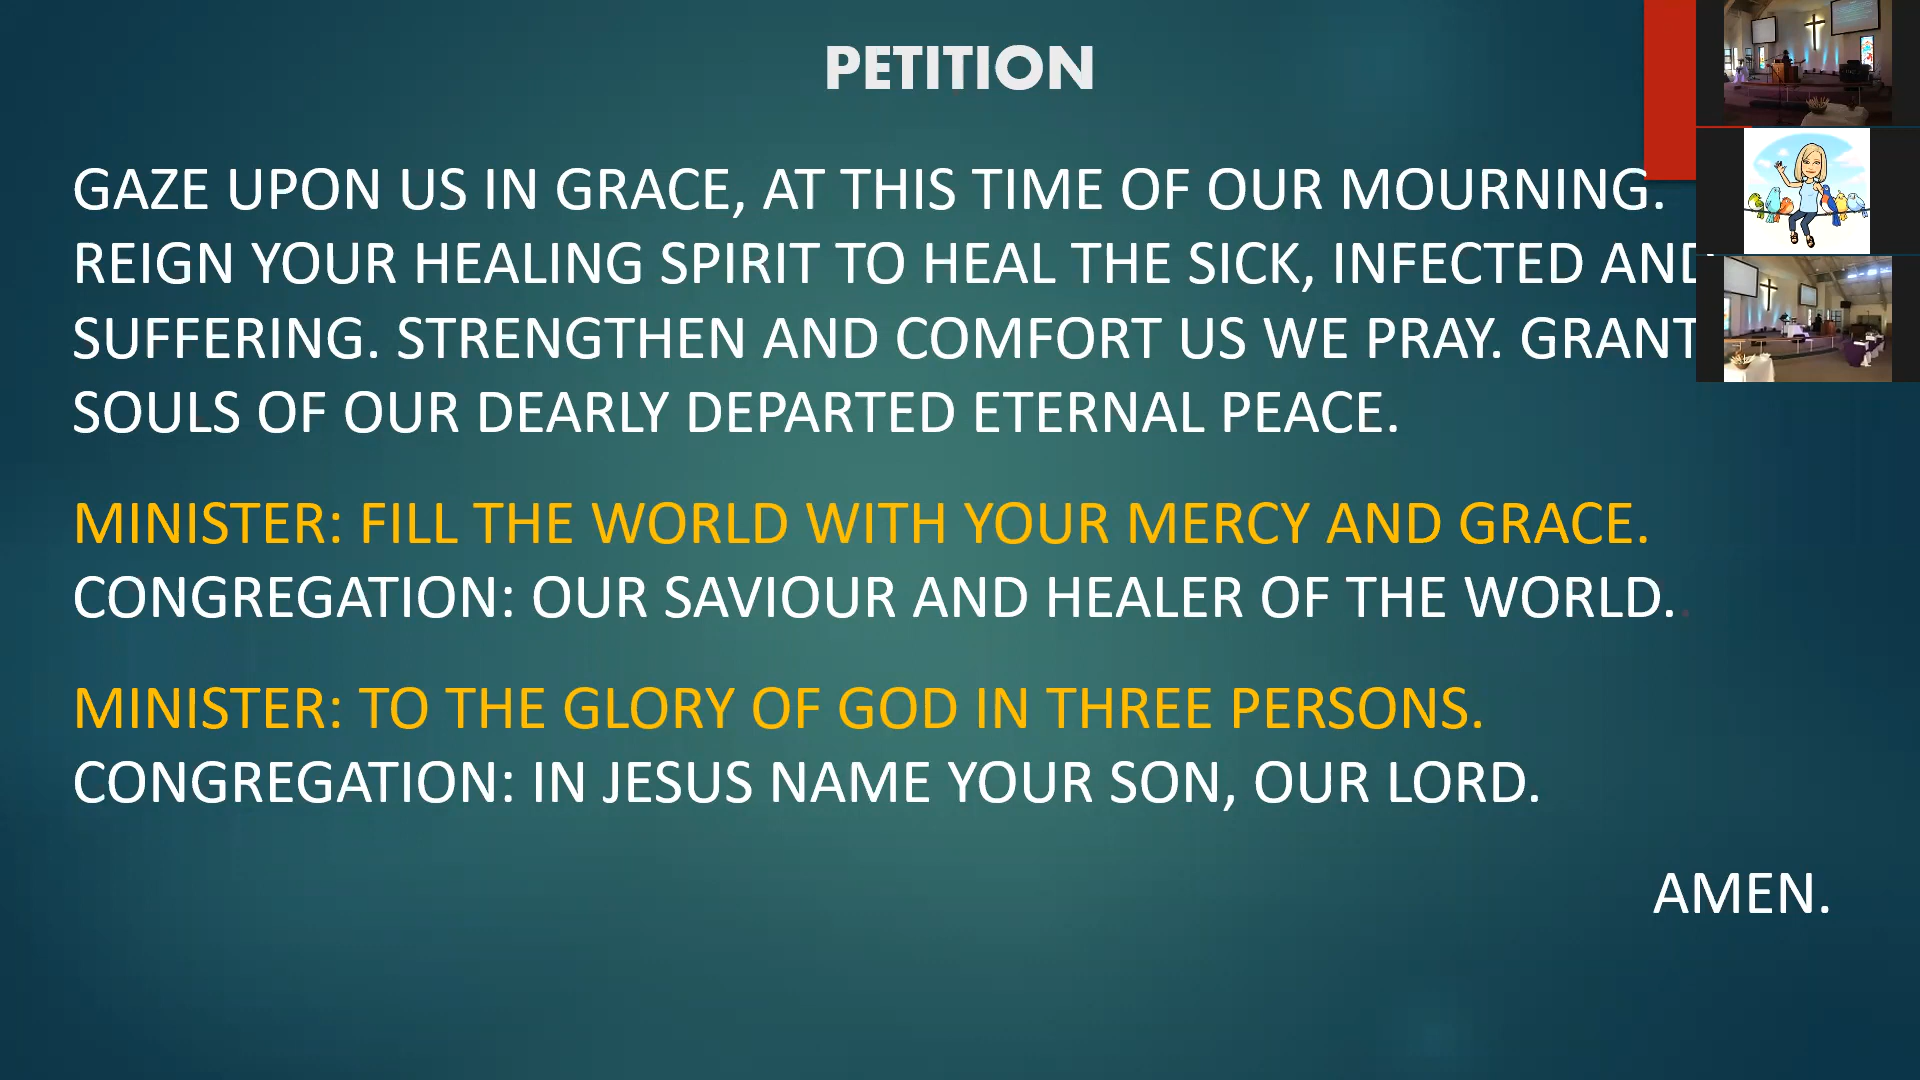 PETITION
GAZE UPON US IN GRACE, AT THIS TIME OF OUR MOURNING.
REIGN YOUR HEALING SPIRIT TO HEAL THE SICK, INFECTED AND
SUFFERING. STRENGTHEN AND COMFORT US WE PRAY. GRANT
SOULS OF OUR DEARLY DEPARTED ETERNAL PEACE.
MINISTER: FILL THE WORLD WITH YOUR MERCY AND GRACE.
CONGREGATION: OUR SAVIOUR AND HEALER OF THE WORLD.
MINISTER: TO THE GLORY OF GOD IN THREE PERSONS.
CONGREGATION: IN JESUS NAME YOUR SON, OUR LORD.
AMEN.